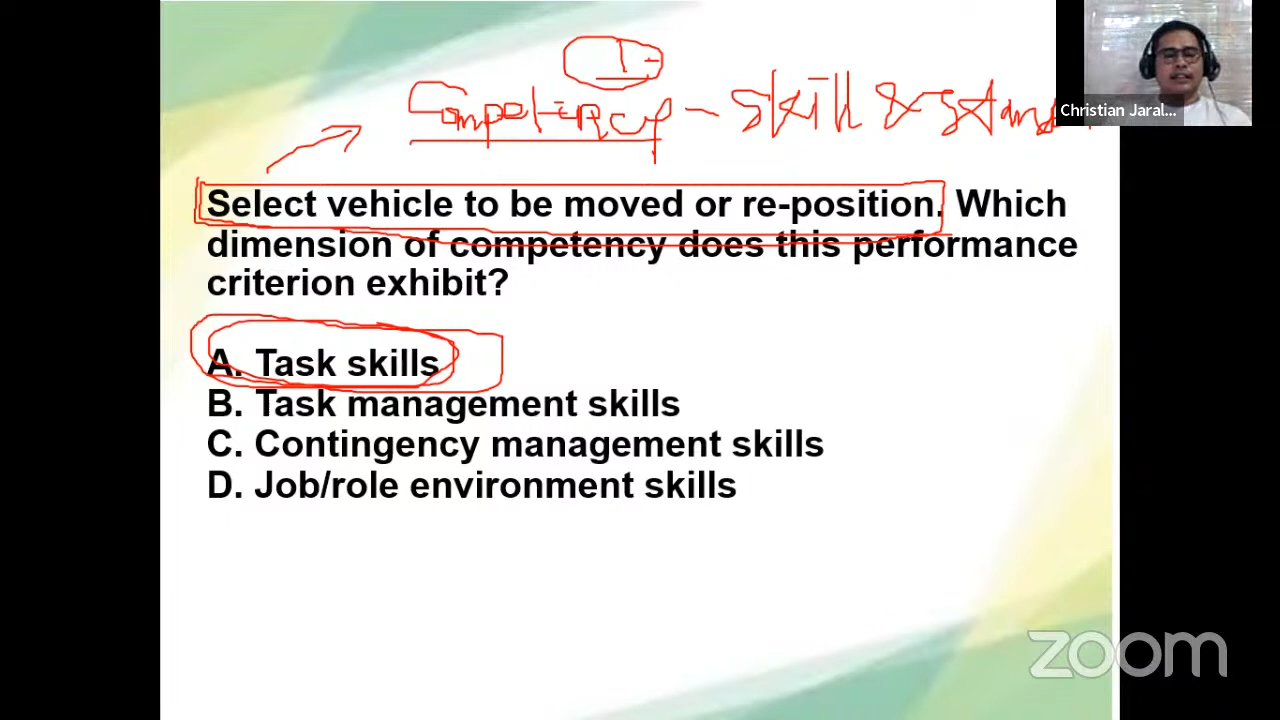 Competency - Skill & Stand
Christian Jaral...
Select vehicle to be moved or re-position. Which
dimension of competency does this performance
criterion exhibit?
A. Task skills
B. Task management skills
C. Contingency management skills
D. Job/role environment skills
zoom